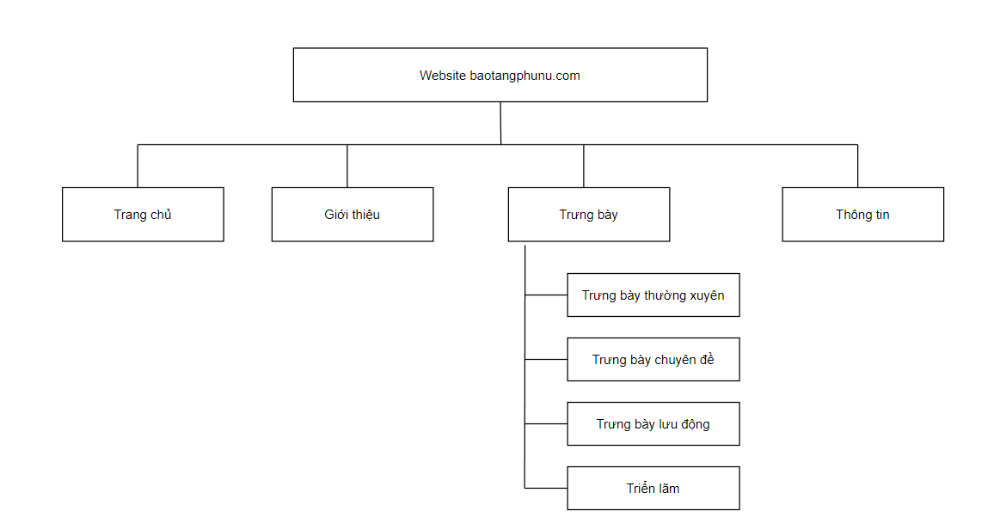 Website baotangphunu.com
Trang chủ
Giới thiệu
Trưng bày
Thông tin
Trưng bày thường xuyên
Trưng bày chuyên đề
Trưng bày lưu động
Triển lãm